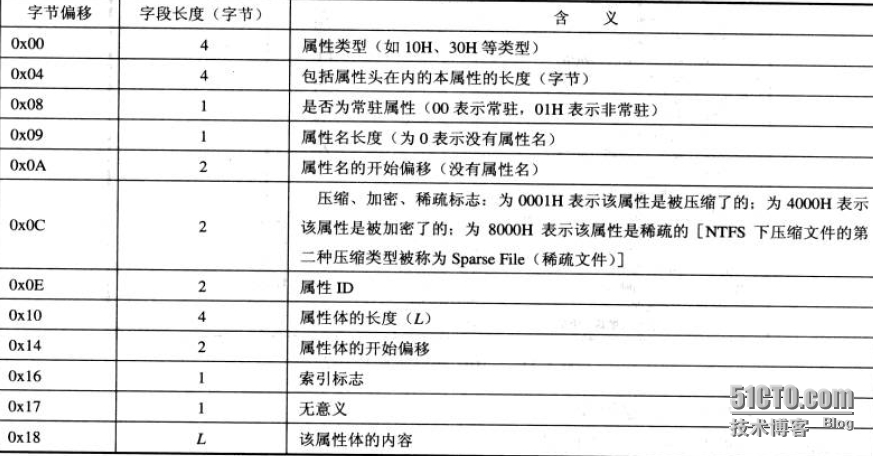 字节偏移 字段长度（字节） 含 义
0x00 4 属性类型（如 10H、30H 等类型）
0x04 4 包括属性头在内的本属性的长度（字节）
0x08 1 是否为常驻属性（00 表示常驻，01H 表示非常驻）
0x09 1 属性名长度（为 0 表示没有属性名）
0x0A 2 属性名的开始偏移（没有属性名）
压缩、加密、稀疏标志：为 0001H 表示该属性是被压缩了的；为 4000H 表示
0x0C 2 该属性是被加密了的；为 8000H 表示该属性是稀疏的［NTFS 下压缩文件的第
二种压缩类型被称为 Sparse File（稀疏文件）］
0x0E 2 属性 ID
0x10 4 属性体的长度（L）
0x14 2 属性体的开始偏移
0x16 1 索引标志
0x17 1 无意义
0x18 L 该属性体的内容
51CTO.com
技术博客 Blog